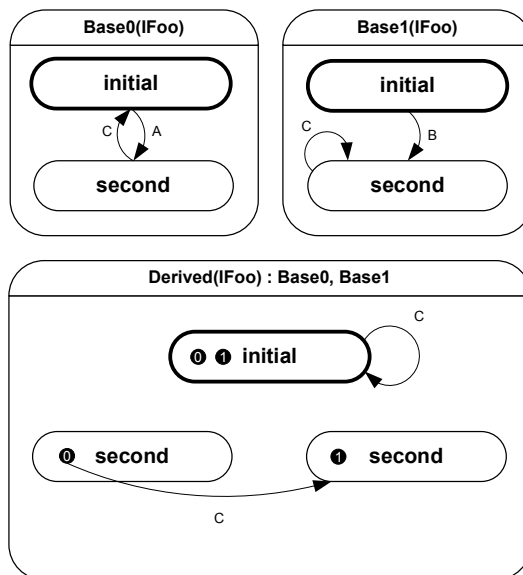 Base0(IFoo)
initial
C A
second
Base1(IFoo)
initial
C
B
second
Derived(IFoo) : Base0, Base1
0 1 initial
C
0 second
1 second
C